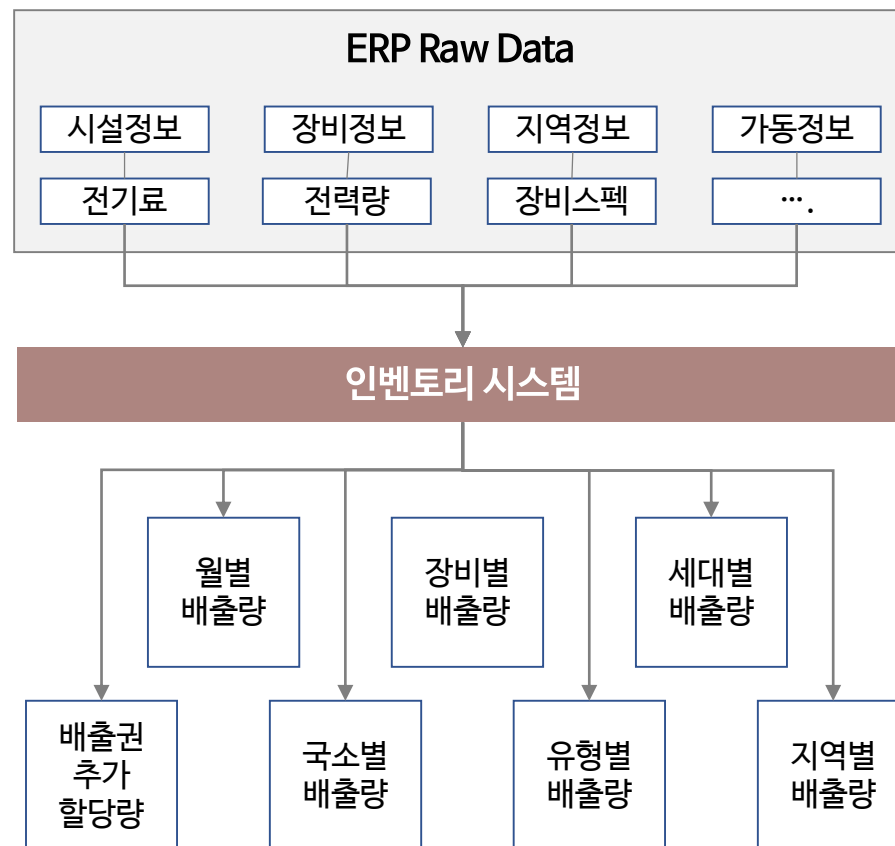 ERP Raw Data
시설정보
장비정보
지역정보
가동정보
전기료
전력량
장비스펙
….
인벤토리 시스템
월별
배출량
장비별
배출량
세대별
배출량
배출권
추가
할당량
국소별
배출량
유형별
배출량
지역별
배출량